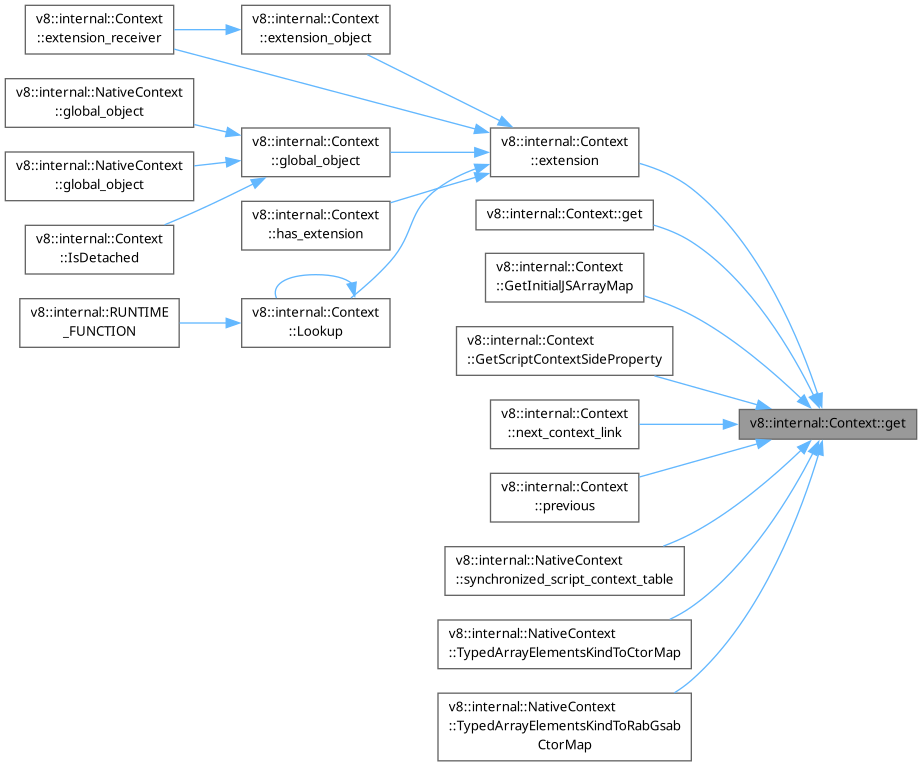 v8::internal::Context
::extension_receiver
v8::internal::Context
::extension_object
v8::internal::NativeContext
::global_object
v8::internal::Context
::global_object
v8::internal::Context
::extension
v8::internal::NativeContext
::global_object
v8::internal::Context
::has_extension
v8::internal::Context::get
v8::internal::Context
::IsDetached
v8::internal::Context
::GetInitialJSArrayMap
v8::internal::RUNTIME
_FUNCTION
v8::internal::Context
::Lookup
v8::internal::Context
::GetScriptContextSideProperty
v8::internal::Context
::next_context_link
v8::internal::Context::get
v8::internal::Context
::previous
v8::internal::NativeContext
::synchronized_script_context_table
v8::internal::NativeContext
::TypedArrayElementsKindToCtorMap
v8::internal::NativeContext
::TypedArrayElementsKindToRabGsab
CtorMap